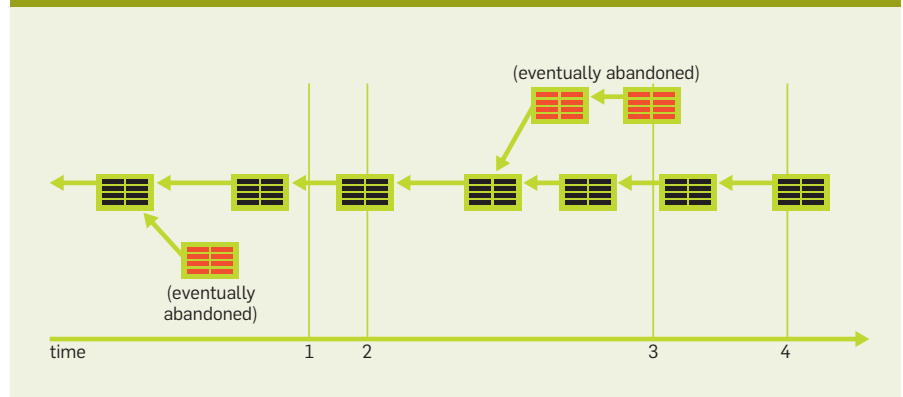 (eventually abandoned)
(eventually
abandoned)
time 1 2 3 4